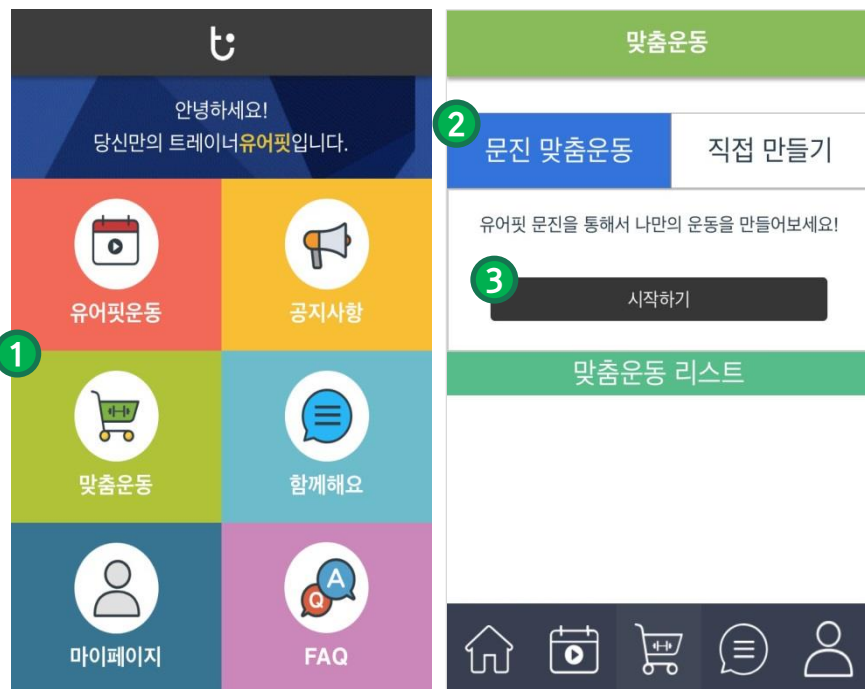 안녕하세요!
당신만의 트레이너유어핏입니다.
유어핏운동
공지사항
1
맞춤운동
함께해요
마이페이지
FAQ
A
Q
맞춤운동
2
문진 맞춤운동
직접 만들기
유어핏 문진을 통해서 나만의 운동을 만들어보세요!
3
시작하기
맞춤운동 리스트